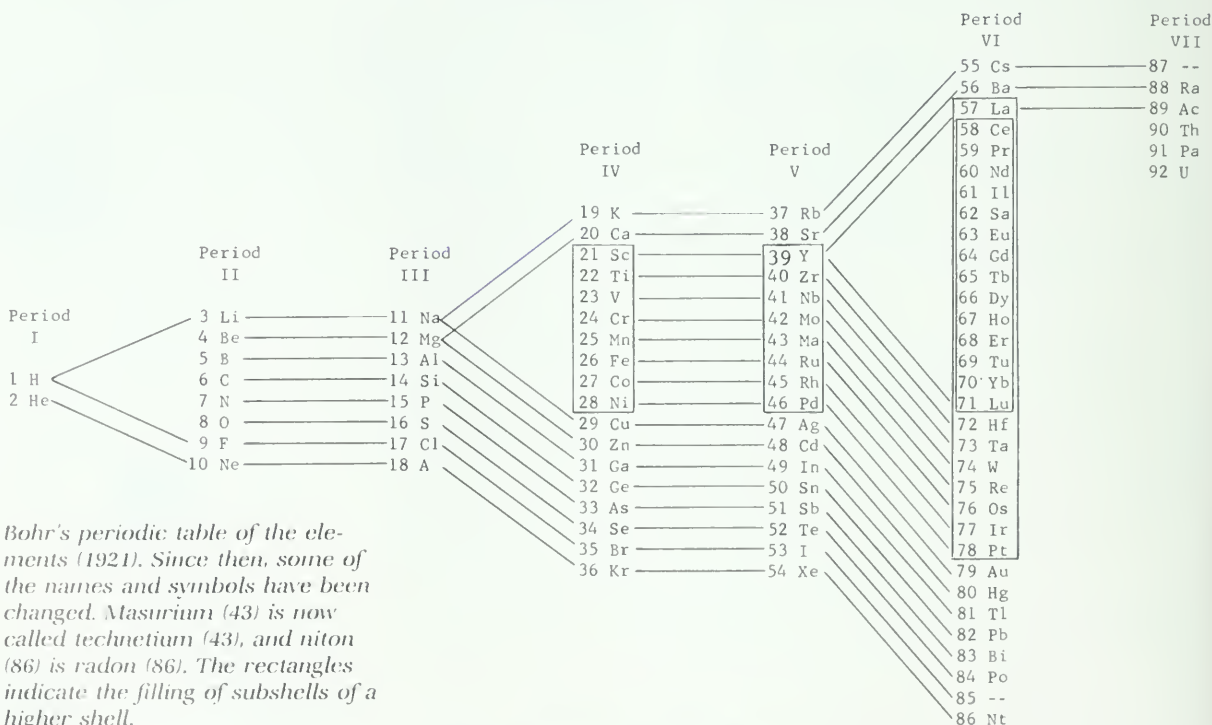 Period
I
1 H
2 He
Period
II
3 Li
4 Be
5 B
6 C
7 N
8 O
9 F
10 Ne
Period
III
11 Na
12 Mg
13 Al
14 Si
15 P
16 S
17 Cl
18 A
Period
IV
19 K
20 Ca
21 Sc
22 Ti
23 V
24 Cr
25 Mn
26 Fe
27 Co
28 Ni
29 Cu
30 Zn
31 Ga
32 Ge
33 As
34 Se
35 Br
36 Kr
Period
V
37 Rb
38 Sr
39 Y
40 Zr
41 Nb
42 Mo
43 Ma
44 Ru
45 Rh
46 Pd
47 Ag
48 Cd
49 In
50 Sn
51 Sb
52 Te
53 I
54 Xe
Period
VI
55 Cs
56 Ba
57 La
58 Ce
59 Pr
60 Nd
61 Il
62 Sa
63 Eu
64 Gd
65 Tb
66 Dy
67 Ho
68 Er
69 Tu
70 Yb
71 Lu
72 Hf
73 Ta
74 W
75 Re
76 Os
77 Ir
78 Pt
79 Au
80 Hg
81 Tl
82 Pb
83 Bi
84 Po
85 --
86 Nt
Period
VII
87 --
88 Ra
89 Ac
90 Th
91 Pa
92 U
Bohr's periodic table of the ele-
ments (1921). Since then, some of
the names and symbols have been
changed. Masurium (43) is now
called technetium (43), and niton
(86) is radon (86). The rectangles
indicate the filling of subshells of a
higher shell.